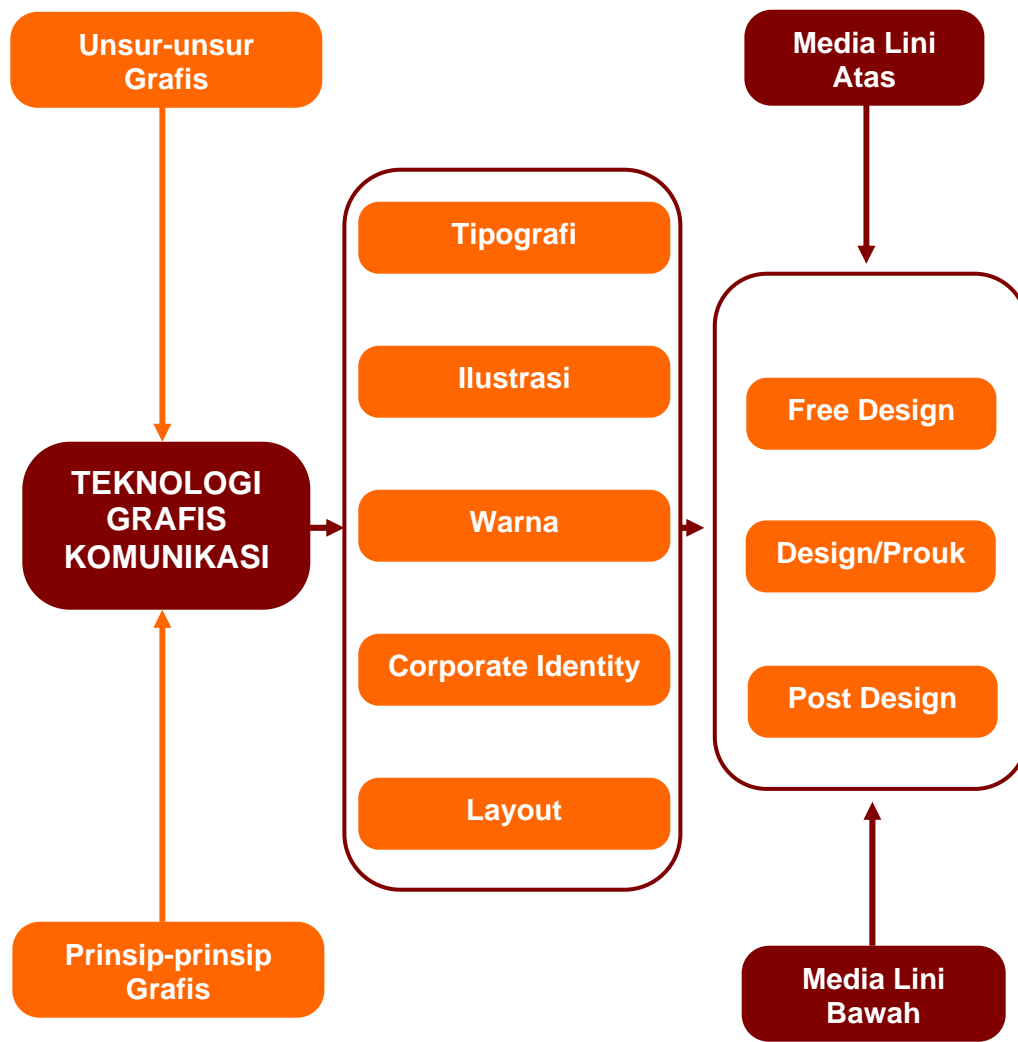 Unsur-unsur
Grafis
Media Lini
Atas
Tipografi
Ilustrasi
Free Design
TEKNOLOGI
GRAFIS
KOMUNIKASI
Warna
Design/Prouk
Corporate Identity
Post Design
Layout
Prinsip-prinsip
Grafis
Media Lini
Bawah